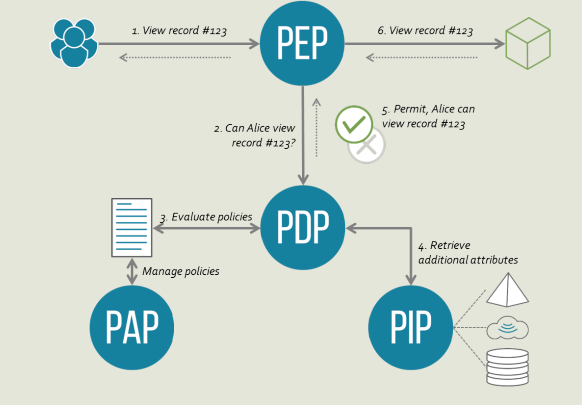 1. View record #123
PEP
6. View record #123
5. Permit, Alice can
view record #123
2. Can Alice view
record #123?
3. Evaluate policies
PDP
4. Retrieve
additional attributes
Manage policies
PAP
PIP